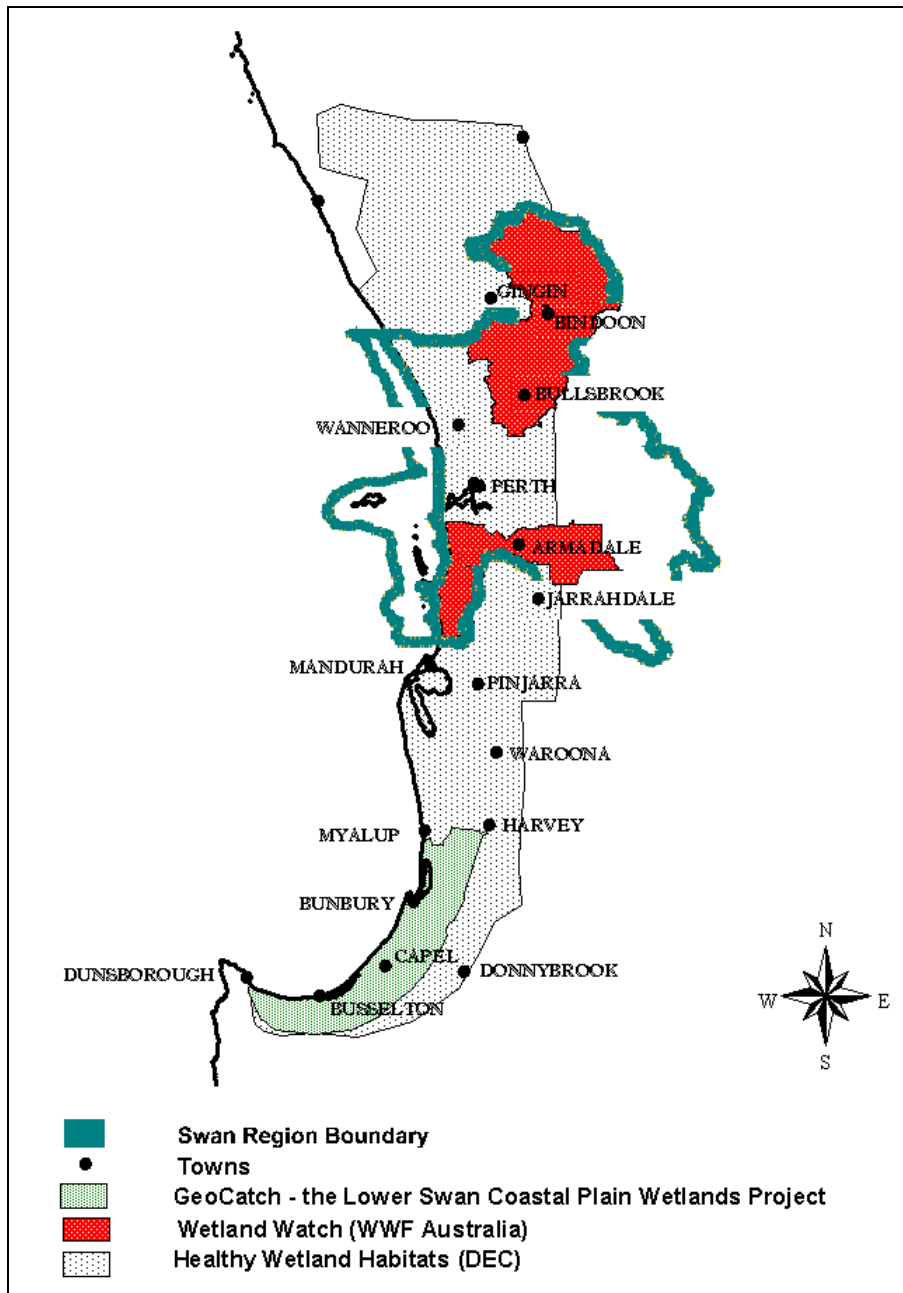 GINGIN
BINDOON
BULLSBROOK
WANNEROO
PERTH
ARMADALE
JARRAHDALE
MANDURAH
PINJARRA
WAROONA
MYALUP
HARVEY
BUNBURY
CAPEL
DUNSBOROUGH
DONNYBROOK
BUSSELTON
N
W
E
S
Swan Region Boundary
Towns
GeoCatch - the Lower Swan Coastal Plain Wetlands Project
Wetland Watch (WWF Australia)
Healthy Wetland Habitats (DEC)